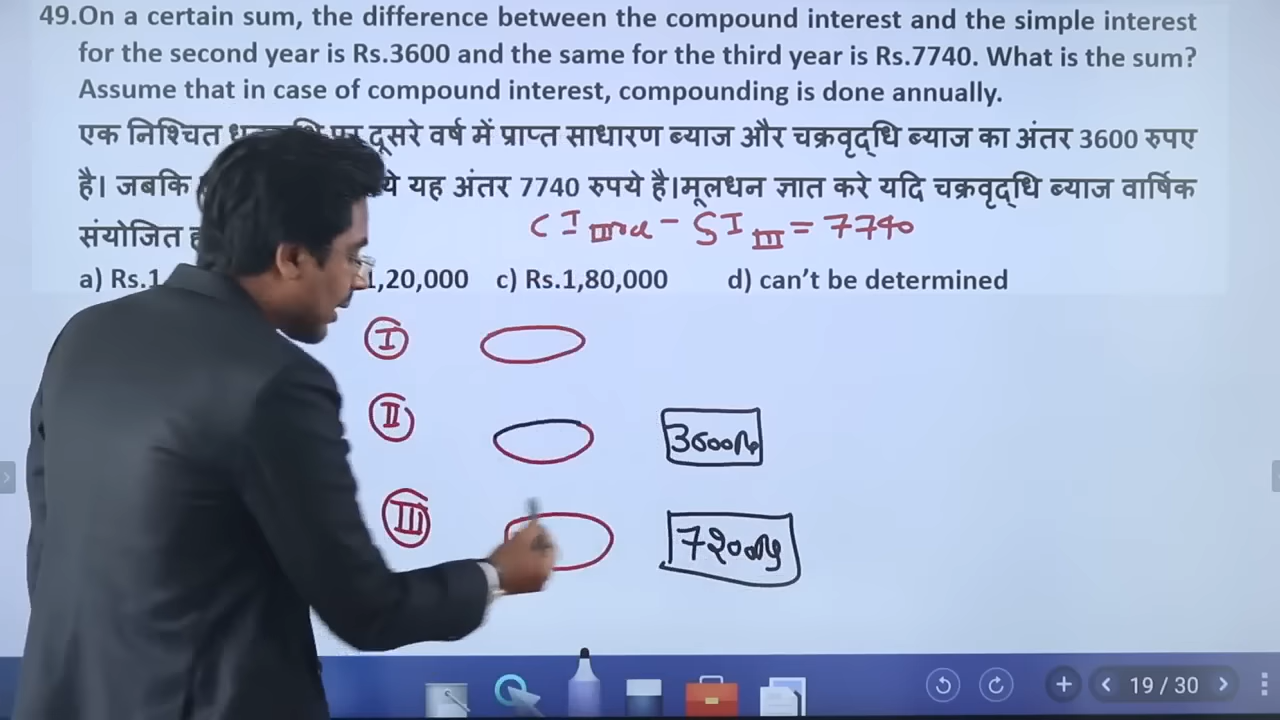 49.On a certain sum, the difference between the compound interest and the simple interest
for the second year is Rs.3600 and the same for the third year is Rs.7740. What is the sum?
Assume that in case of compound interest, compounding is done annually.
एक निश्चित पर दूसरे वर्ष में प्राप्त साधारण ब्याज और चक्रवृद्धि ब्याज का अंतर 3600 रुपए
है। जबकि यह अंतर 7740 रुपये है।मूलधन ज्ञात करे यदि चक्रवृद्धि ब्याज वार्षिक
संयोजित
CI IIIrd - SI III = 7740
a) Rs.1 1,20,000 c) Rs.1,80,000 d) can't be determined
I
II 3600
III 7200
19 / 30